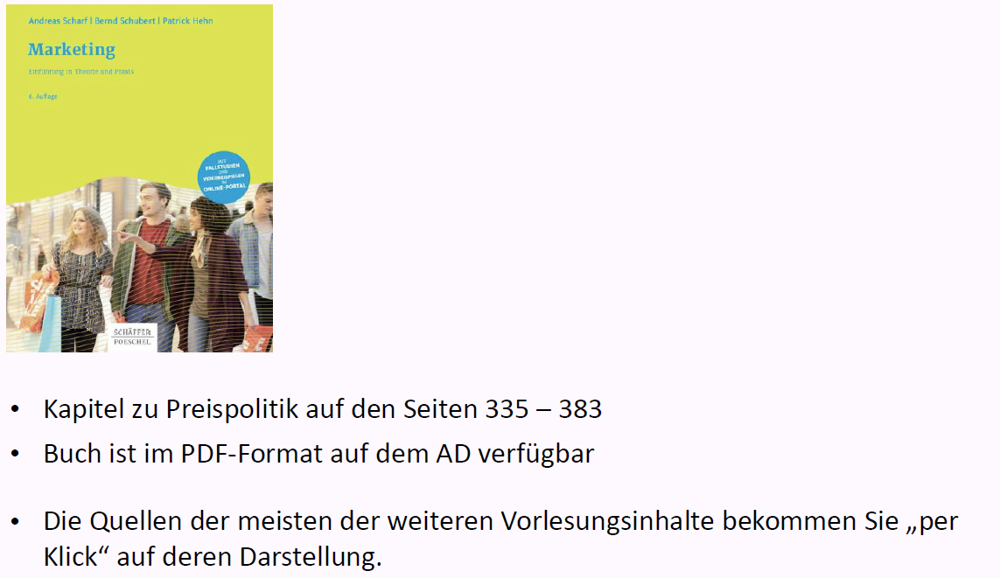 Andreas Scharf | Bernd Schubert | Patrick Hehn
Marketing
Einführung in Theorie und Praxis
6. Auflage
MIT
FALLSTUDIEN
UND
VIDEOBEISPIELEN
IM
ONLINE-PORTAL
SCHÄFFER
POESCHEL
• Kapitel zu Preispolitik auf den Seiten 335 – 383
• Buch ist im PDF-Format auf dem AD verfügbar
• Die Quellen der meisten der weiteren Vorlesungsinhalte bekommen Sie „per
Klick“ auf deren Darstellung.